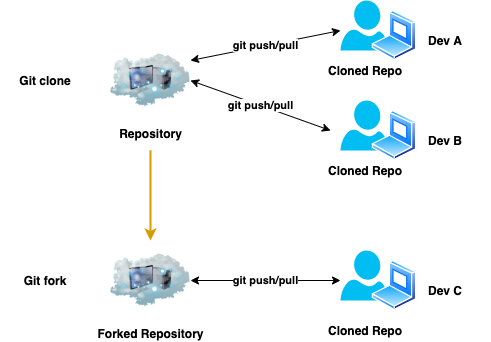 git push/pull
Dev A
Cloned Repo
Git clone
git push/pull
Repository
Dev B
Cloned Repo
Git fork
git push/pull
Dev C
Forked Repository
Cloned Repo